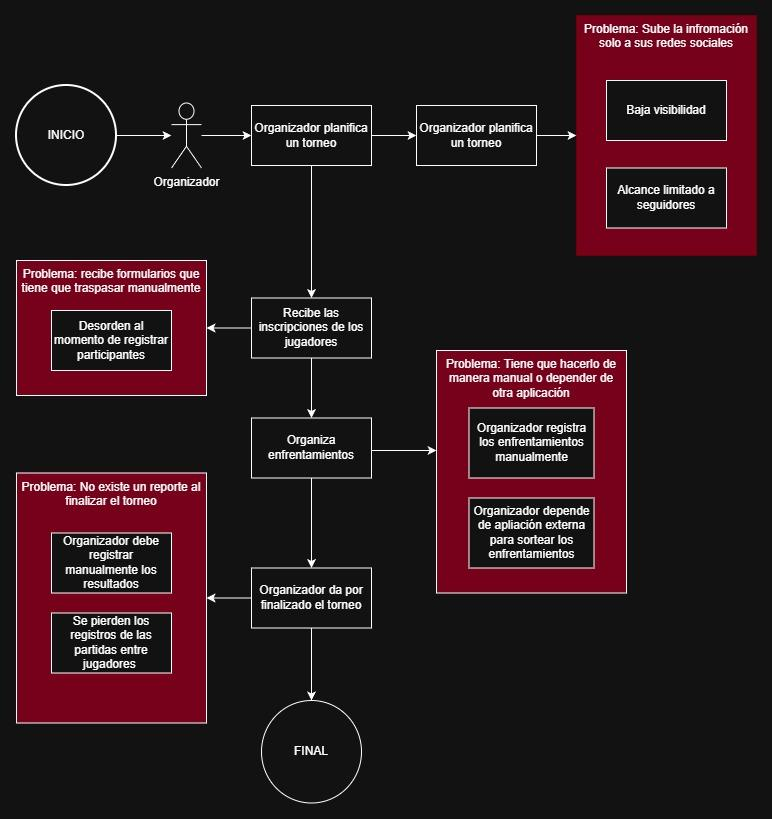 Problema: Sube la infromación
solo a sus redes sociales
Baja visibilidad
Alcance limitado a
seguidores
INICIO
Organizador
Organizador planifica
un torneo
Organizador planifica
un torneo
Problema: recibe formularios que
tiene que traspasar manualmente
Desorden al
momento de registrar
participantes
Recibe las
inscripciones de los
jugadores
Problema: Tiene que hacerlo de
manera manual o depender de
otra aplicación
Organizador registra
los enfrentamientos
manualmente
Organizador depende
de apliación externa
para sortear los
enfrentamientos
Organiza
enfrentamientos
Problema: No existe un reporte al
finalizar el torneo
Organizador debe
registrar
manualmente los
resultados
Se pierden los
registros de las
partidas entre
jugadores
Organizador da por
finalizado el torneo
FINAL